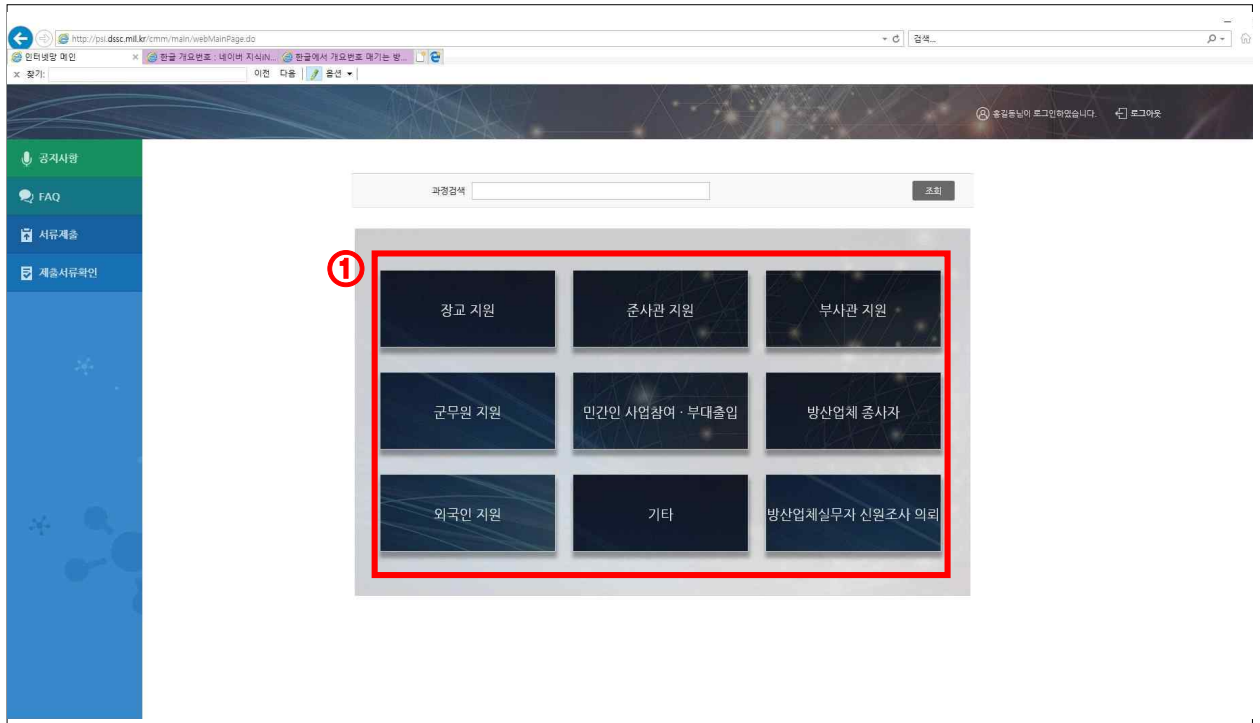 http://psi.dssc.mil.kr/cmm/main/webMainPage.do
검색...
인터넷망 메인
한글 개요번호 : 네이버 지식iN...
한글에서 개요번호 매기는 방...
x 찾기:
이전 다음
옵션
홍길동님이 로그인하였습니다.
로그아웃
공지사항
FAQ
서류제출
제출서류확인
과정검색
조회
①
장교 지원
준사관 지원
부사관 지원
군무원 지원
민간인 사업참여 · 부대출입
방산업체 종사자
외국인 지원
기타
방산업체실무자 신원조사 의뢰